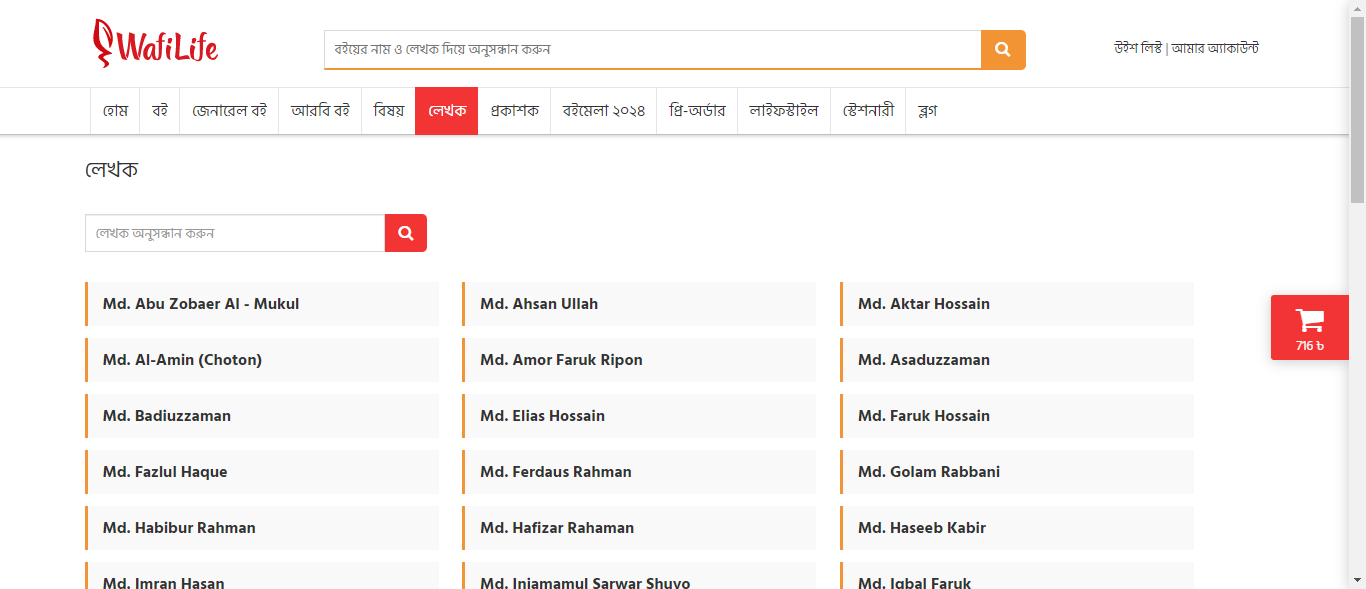 WafiLife
বইয়ের নাম ও লেখক দিয়ে অনুসন্ধান করুন
উইশ লিস্ট | আমার অ্যাকাউন্ট
হোম বই জেনারেল বই আরবি বই বিষয় লেখক প্রকাশক বইমেলা ২০২৪ প্রি-অর্ডার লাইফস্টাইল স্টেশনারী ব্লগ
লেখক
লেখক অনুসন্ধান করুন
Md. Abu Zobaer Al - Mukul Md. Ahsan Ullah Md. Aktar Hossain
716 ৳
Md. Al-Amin (Choton) Md. Amor Faruk Ripon Md. Asaduzzaman
Md. Badiuzzaman Md. Elias Hossain Md. Faruk Hossain
Md. Fazlul Haque Md. Ferdaus Rahman Md. Golam Rabbani
Md. Habibur Rahman Md. Hafizar Rahaman Md. Haseeb Kabir
Md. Imran Hasan Md. Injamamul Sarwar Shuvo Md. Iqbal Faruk